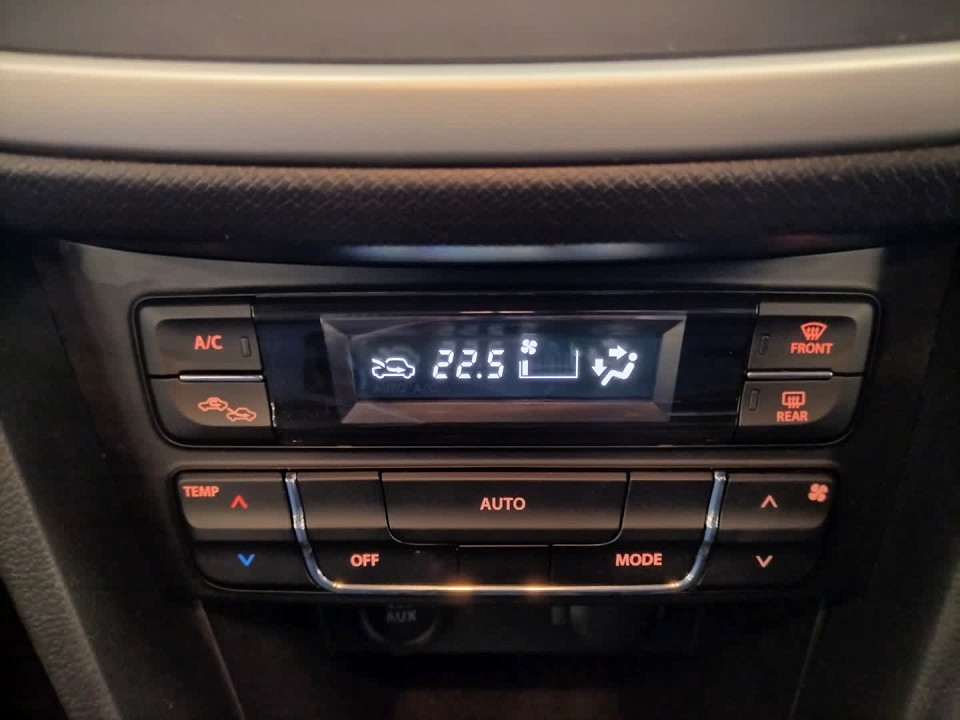 A/C
22.5
FRONT
REAR
TEMP
AUTO
OFF
MODE
AUX